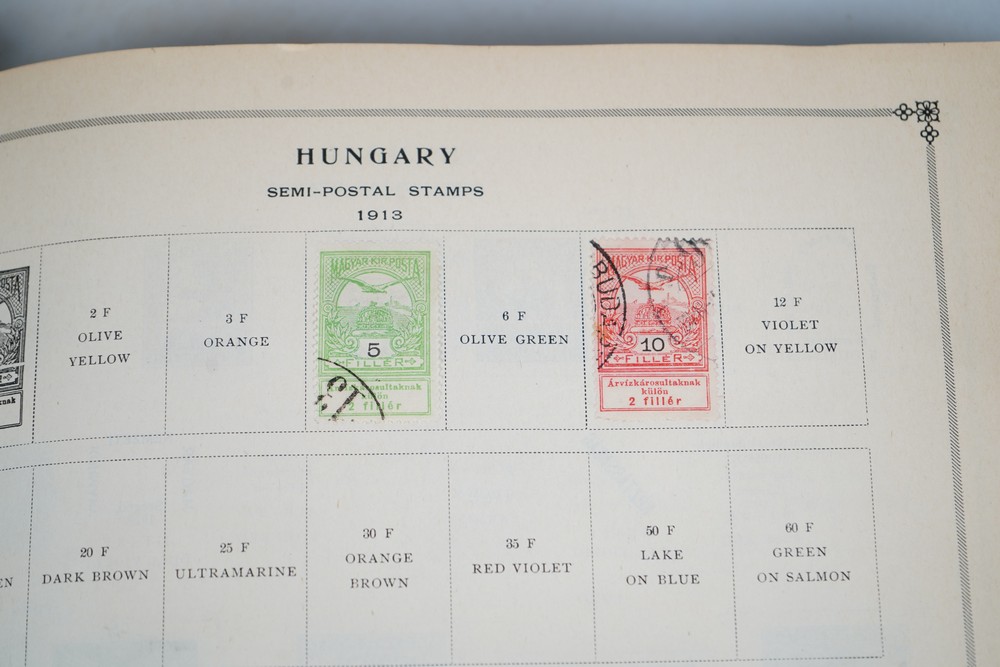 HUNGARY
SEMI-POSTAL STAMPS
1913
2 F
OLIVE
YELLOW
3 F
ORANGE
MAGYAR KIR. POSTA
5
FILLÉR
külön
2 fillér
6 F
OLIVE GREEN
MAGYAR KIR. POSTA
BUDA
10
FILLÉR
Árvízkárosultaknak
külön
2 fillér
12 F
VIOLET
ON YELLOW
20 F
DARK BROWN
25 F
ULTRAMARINE
30 F
ORANGE
BROWN
35 F
RED VIOLET
50 F
LAKE
ON BLUE
60 F
GREEN
ON SALMON